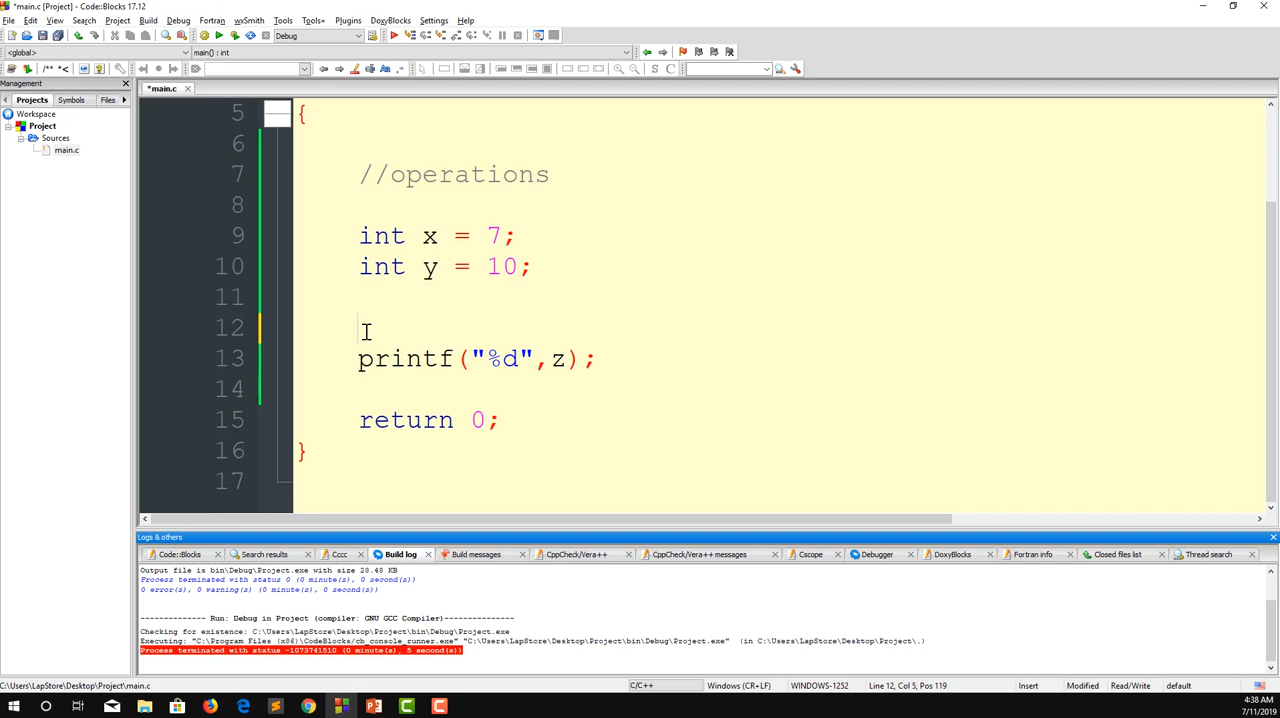 *main.c [Project] - Code::Blocks 17.12
File Edit View Search Project Build Debug Fortran wxSmith Tools Tools+ Plugins DoxyBlocks Settings Help
Debug
<global> main() : int
/** *<
S C
Management
Projects Symbols Files
*main.c
Workspace
Project
Sources
main.c
5 {
6
7 //operations
8
9 int x = 7;
10 int y = 10;
11
12
13 printf("%d",z);
14
15 return 0;
16 }
17
Logs & others
Code::Blocks Search results Cccc Build log Build messages CppCheck/Vera++ CppCheck/Vera++ messages Cscope Debugger DoxyBlocks Fortran info Closed files list Thread search
Output file is bin\Debug\Project.exe with size 28.48 KB
Process terminated with status 0 (0 minute(s), 0 second(s))
0 error(s), 0 warning(s) (0 minute(s), 0 second(s))
-------------- Run: Debug in Project (compiler: GNU GCC Compiler)---------------
Checking for existence: C:\Users\LapStore\Desktop\Project\bin\Debug\Project.exe
Executing: "C:\Program Files (x86)\CodeBlocks/cb_console_runner.exe" "C:\Users\LapStore\Desktop\Project\bin\Debug\Project.exe" (in C:\Users\LapStore\Desktop\Project\.)
Process terminated with status -1073741510 (0 minute(s), 5 second(s))
C:\Users\LapStore\Desktop\Project\main.c C/C++ Windows (CR+LF) WINDOWS-1252 Line 12, Col 5, Pos 119 Insert Modified Read/Write default
4:38 AM
7/11/2019